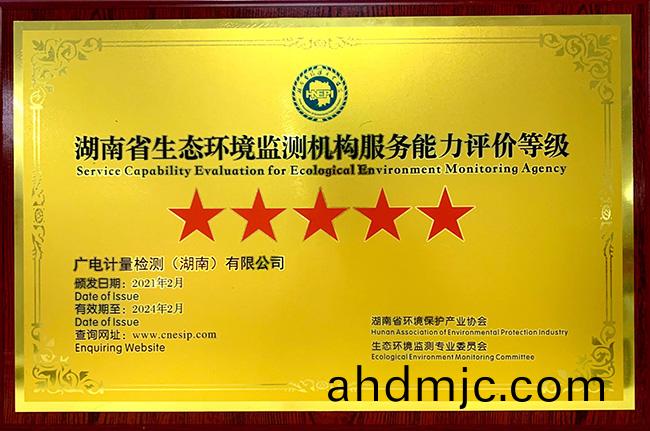 HNEPI
湖南省生态环境监测机构服务能力评价等级
Service Capability Evaluation for Ecological Environment Monitoring Agency
广电计量检测（湖南）有限公司
颁发日期：2021年2月
Date of Issue
有效期至：2024年2月
Date of Issue
查询网址：www.cnesip.com
Enquiring Website
湖南省环境保护产业协会
Hunan Association of Environmental Protection Industry
生态环境监测专业委员会
Ecological Environment Monitoring Committee
ahdmjc.com